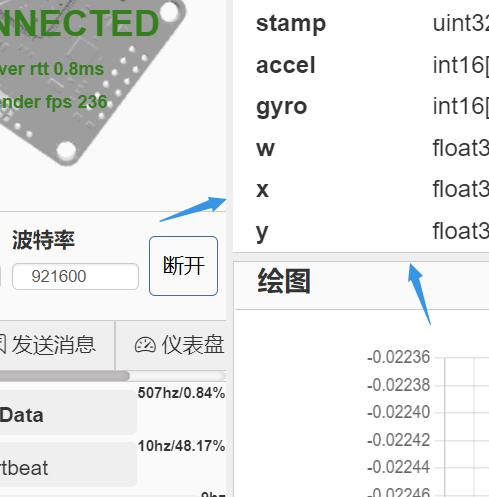 NNECTED
ver rtt 0.8ms
ender fps 236
波特率
921600
断开
发送消息
仪表盘
507hz/0.84%
Data
10hz/48.17%
rtbeat
9hz
stamp uint32
accel int16[
gyro int16[
w float3
x float3
y float3
绘图
-0.02236
-0.02238
-0.02240
-0.02242
-0.02244
-0.02246